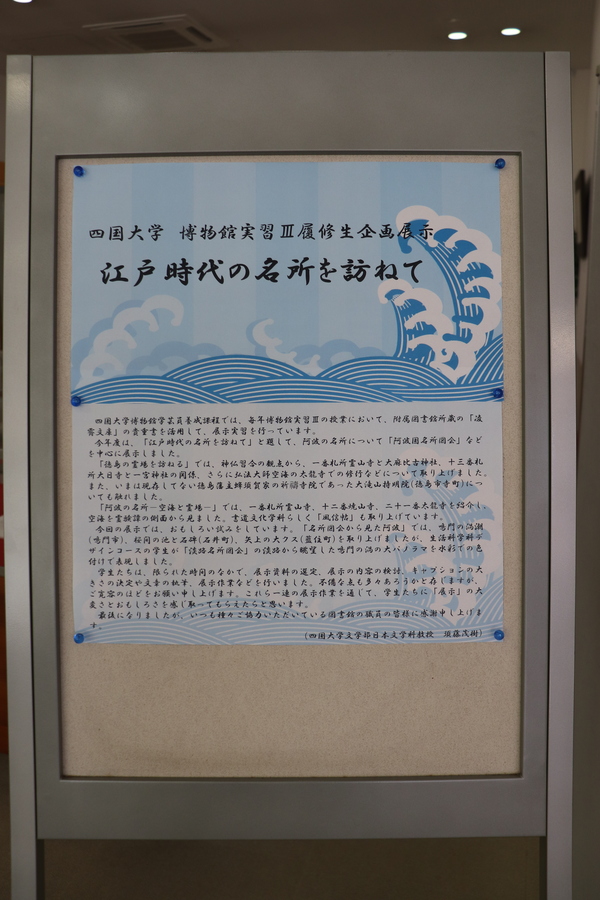 四国大学　博物館実習Ⅲ履修生企画展示
江戸時代の名所を訪ねて
四国大学博物館学芸員養成課程では、毎年博物館実習Ⅲの授業において、附属図書館所蔵の「凌
霄文庫」の貴重書を活用して、展示実習を行っています。
今年度は、「江戸時代の名所を訪ねて」と題して、阿波の名所について「阿波国名所図会」など
を中心に展示しました。
「徳島の霊場を訪ねる」では、神仏習合の観点から、一番札所霊山寺と大麻比古神社、十三番札
所大日寺と一宮神社の関係、さらに弘法大師空海の太龍寺での修行などについて取り上げました。
また、いまは現存してない徳島藩主蜂須賀家の祈祷寺院であった大滝山持明院(徳島市寺町)につ
いても触れました。
「阿波の名所―空海と霊場―」では、一番札所霊山寺、十二番焼山寺、二十一番太龍寺を紹介し、
空海を霊験譚の側面から見ました。書道文化学科らしく「風信帖」も取り上げています。
今回の展示では、おもしろい試みをしています。「名所図会から見た阿波」では、鳴門の渦潮
(鳴門市)、桜間の池と石碑(石井町)、矢上の大クス(藍住町)を取り上げましたが、生活科学科デ
ザインコースの学生が「淡路名所図会」の淡路から眺望した鳴門の渦の大パノラマを水彩での色
付けで表現しました。
学生たちは、限られた時間のなかで、展示資料の選定、展示の内容の検討、キャプションの大
きさの決定や文章の執筆、展示作業などを行いました。不備な点も多々あろうかと存じますが、
ご寛容のほどをお願い申し上げます。これら一連の展示作業を通じて、学生たちに「展示」の大
変さとおもしろさを感じ取ってもらえたらと思います。
最後になりましたが、いつも種々ご協力いただいている図書館の職員の皆様に感謝申し上げま
す。
(四国大学文学部日本文学科教授　須藤茂樹)